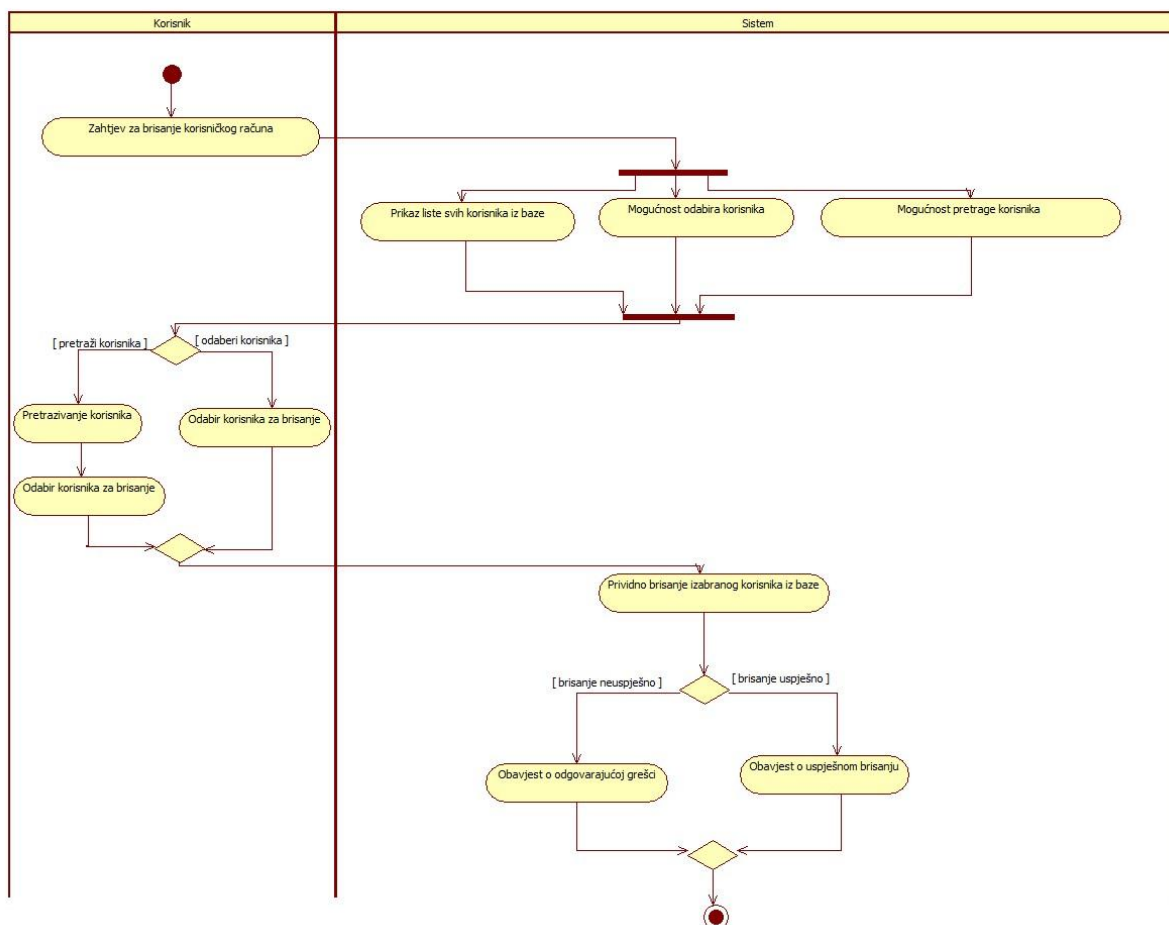 Korisnik
Sistem
Zahtjev za brisanje korisničkog računa
Prikaz liste svih korisnika iz baze
Mogućnost odabira korisnika
Mogućnost pretrage korisnika
[ pretraži korisnika ]
[ odaberi korisnika ]
Pretrazivanje korisnika
Odabir korisnika za brisanje
Odabir korisnika za brisanje
Prividno brisanje izabranog korisnika iz baze
[ brisanje neuspješno ]
[ brisanje uspješno ]
Obavjest o odgovarajućoj grešci
Obavjest o uspješnom brisanju